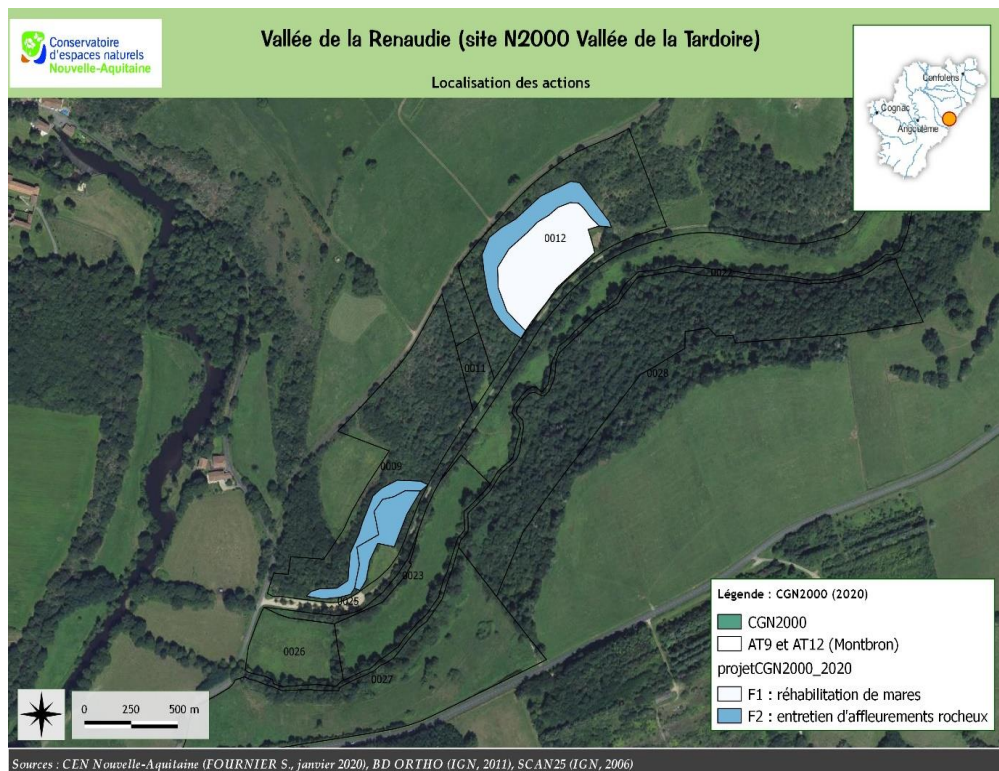 Conservatoire
d'espaces naturels
Nouvelle-Aquitaine
Vallée de la Renaudie (site N2000 Vallée de la Tardoire)
Localisation des actions
Confolens
Cognac
Angoulême
0012
0011
0028
0009
0023
0025
0026
0027
Légende : CGN2000 (2020)
CGN2000
AT9 et AT12 (Montbron)
projetCGN2000_2020
F1 : réhabilitation de mares
F2 : entretien d'affleurements rocheux
0 250 500 m
Sources : CEN Nouvelle-Aquitaine (FOURNIER S., janvier 2020), BD ORTHO (IGN, 2011), SCAN25 (IGN, 2006)